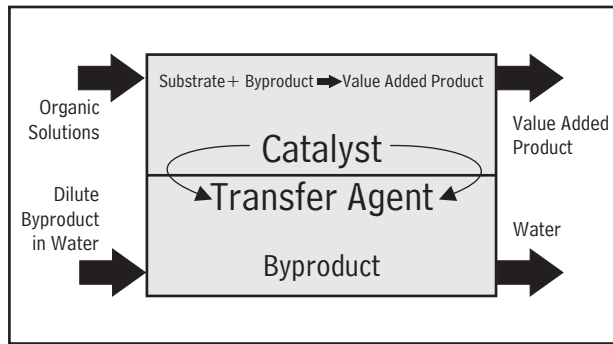 Substrate+ Byproduct → Value Added Product
Organic
Solutions
Value Added
Product
Catalyst
Transfer Agent
Dilute
Byproduct
in Water
Water
Byproduct